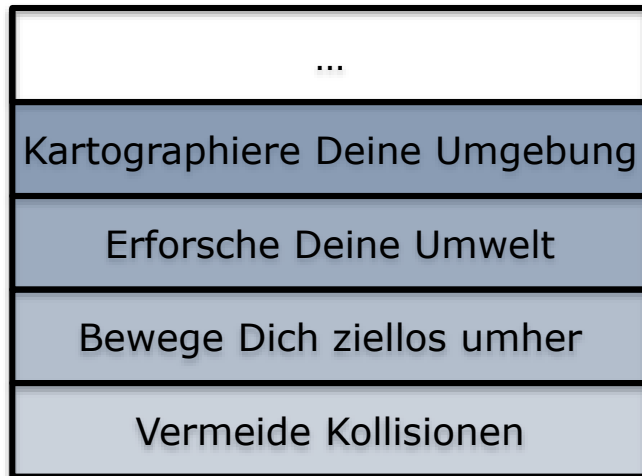 ...
Kartographiere Deine Umgebung
Erforsche Deine Umwelt
Bewege Dich ziellos umher
Vermeide Kollisionen